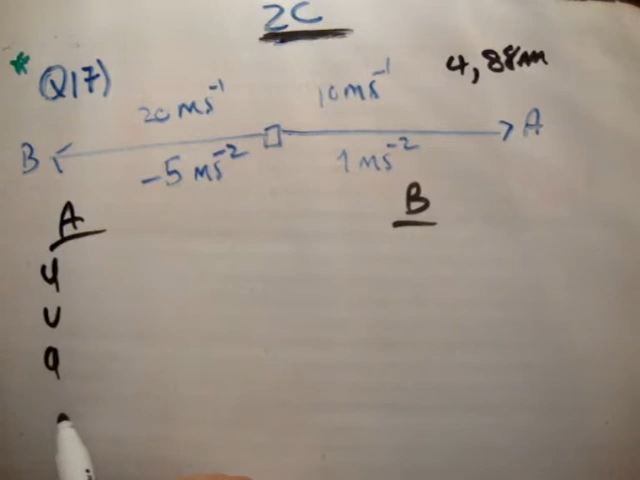 2C
* Q17)
20 ms⁻¹ 10 ms⁻¹ 4, 88m
B A
-5 ms⁻² 1 ms⁻²
A B
u
v
a